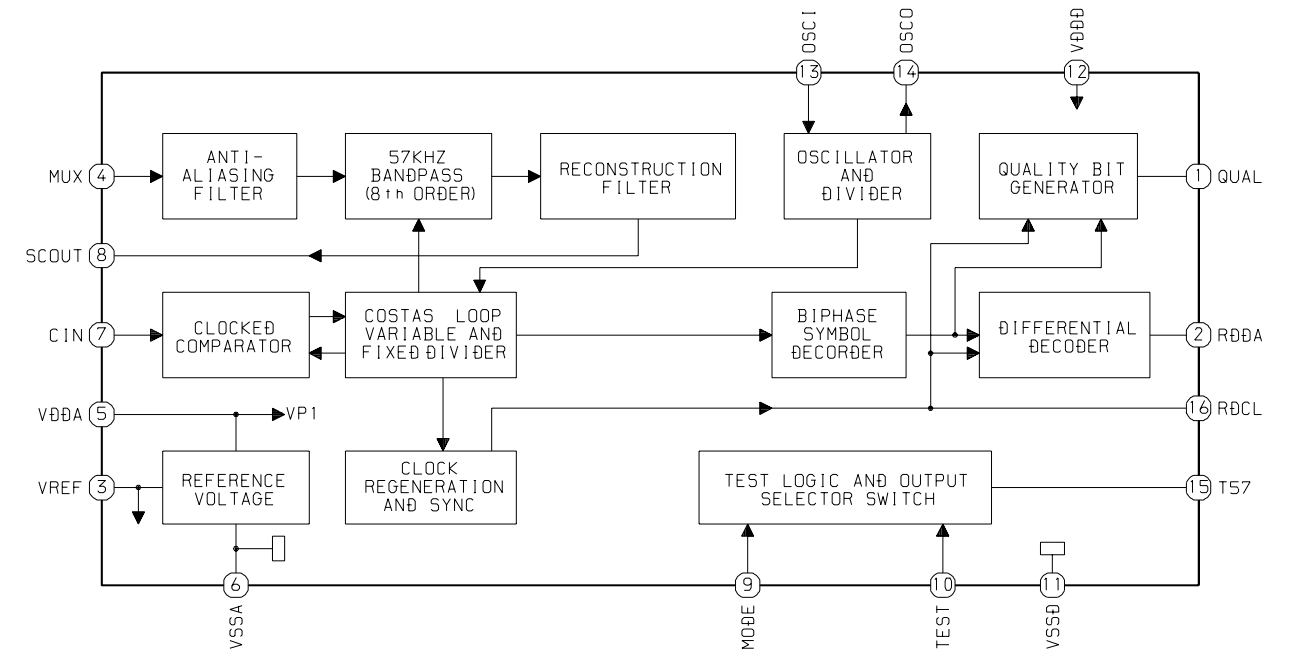 OSCI
OSCO
VDDD
13
14
12
MUX
4
ANTI-
ALIASING
FILTER
57KHZ
BANDPASS
(8th ORDER)
RECONSTRUCTION
FILTER
OSCILLATOR
AND
DIVIDER
QUALITY BIT
GENERATOR
1
QUAL
SCOUT
8
CIN
7
CLOCKED
COMPARATOR
COSTAS LOOP
VARIABLE AND
FIXED DIVIDER
BIPHASE
SYMBOL
DECORDER
DIFFERENTIAL
DECODER
2
RDDA
VDDA
5
VP1
16
RDCL
VREF
3
REFERENCE
VOLTAGE
CLOCK
REGENERATION
AND SYNC
TEST LOGIC AND OUTPUT
SELECTOR SWITCH
15
T57
6
9
10
11
VSSA
MODE
TEST
VSSD